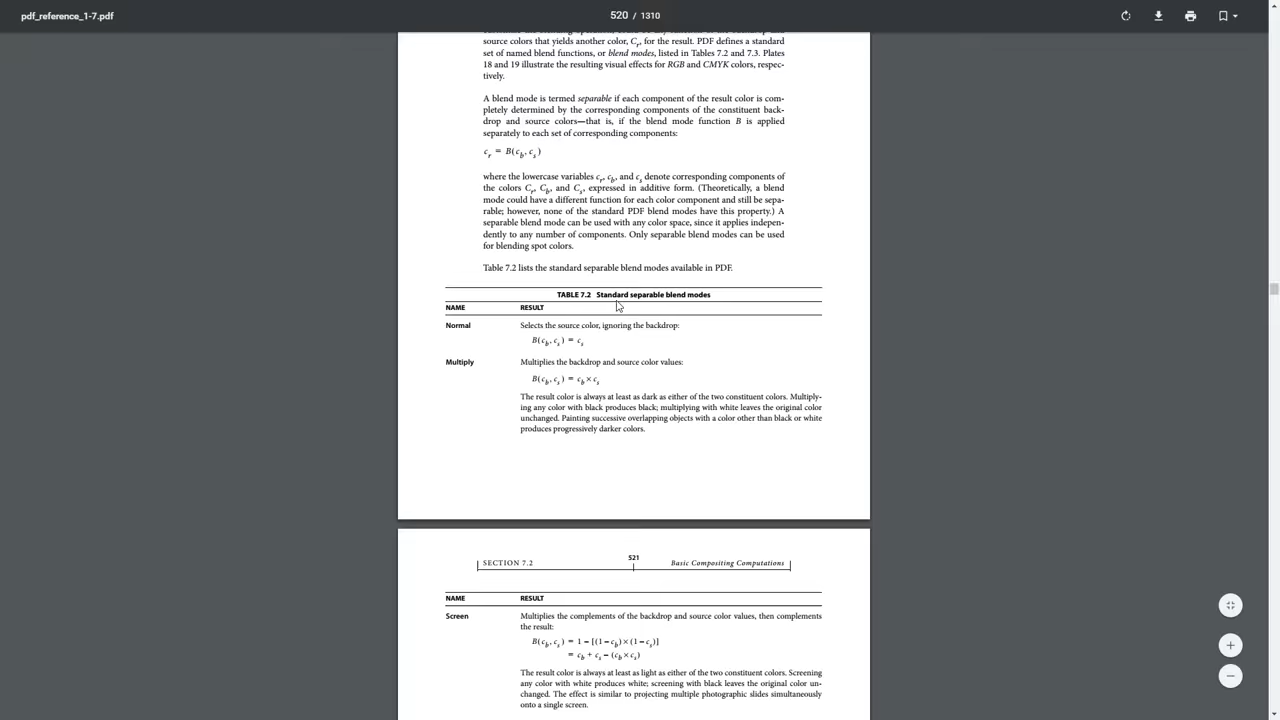 pdf_reference_1-7.pdf
520 / 1310
source colors that yields another color, Cr, for the result. PDF defines a standard
set of named blend functions, or blend modes, listed in Tables 7.2 and 7.3. Plates
18 and 19 illustrate the resulting visual effects for RGB and CMYK colors, respec-
tively.
A blend mode is termed separable if each component of the result color is com-
pletely determined by the corresponding components of the constituent back-
drop and source colors—that is, if the blend mode function B is applied
separately to each set of corresponding components:
cr = B(cb, cs)
where the lowercase variables cr, cb, and cs denote corresponding components of
the colors Cr, Cb, and Cs, expressed in additive form. (Theoretically, a blend
mode could have a different function for each color component and still be sepa-
rable; however, none of the standard PDF blend modes have this property.) A
separable blend mode can be used with any color space, since it applies indepen-
dently to any number of components. Only separable blend modes can be used
for blending spot colors.
Table 7.2 lists the standard separable blend modes available in PDF.
TABLE 7.2 Standard separable blend modes
NAME RESULT
Normal Selects the source color, ignoring the backdrop:
B(cb, cs) = cs
Multiply Multiplies the backdrop and source color values:
B(cb, cs) = cb × cs
The result color is always at least as dark as either of the two constituent colors. Multiply-
ing any color with black produces black; multiplying with white leaves the original color
unchanged. Painting successive overlapping objects with a color other than black or white
produces progressively darker colors.
SECTION 7.2 521 Basic Compositing Computations
NAME RESULT
Screen Multiplies the complements of the backdrop and source color values, then complements
the result:
B(cb, cs) = 1 – [(1 – cb) × (1 – cs)]
= cb + cs – (cb × cs)
The result color is always at least as light as either of the two constituent colors. Screening
any color with white produces white; screening with black leaves the original color un-
changed. The effect is similar to projecting multiple photographic slides simultaneously
onto a single screen.